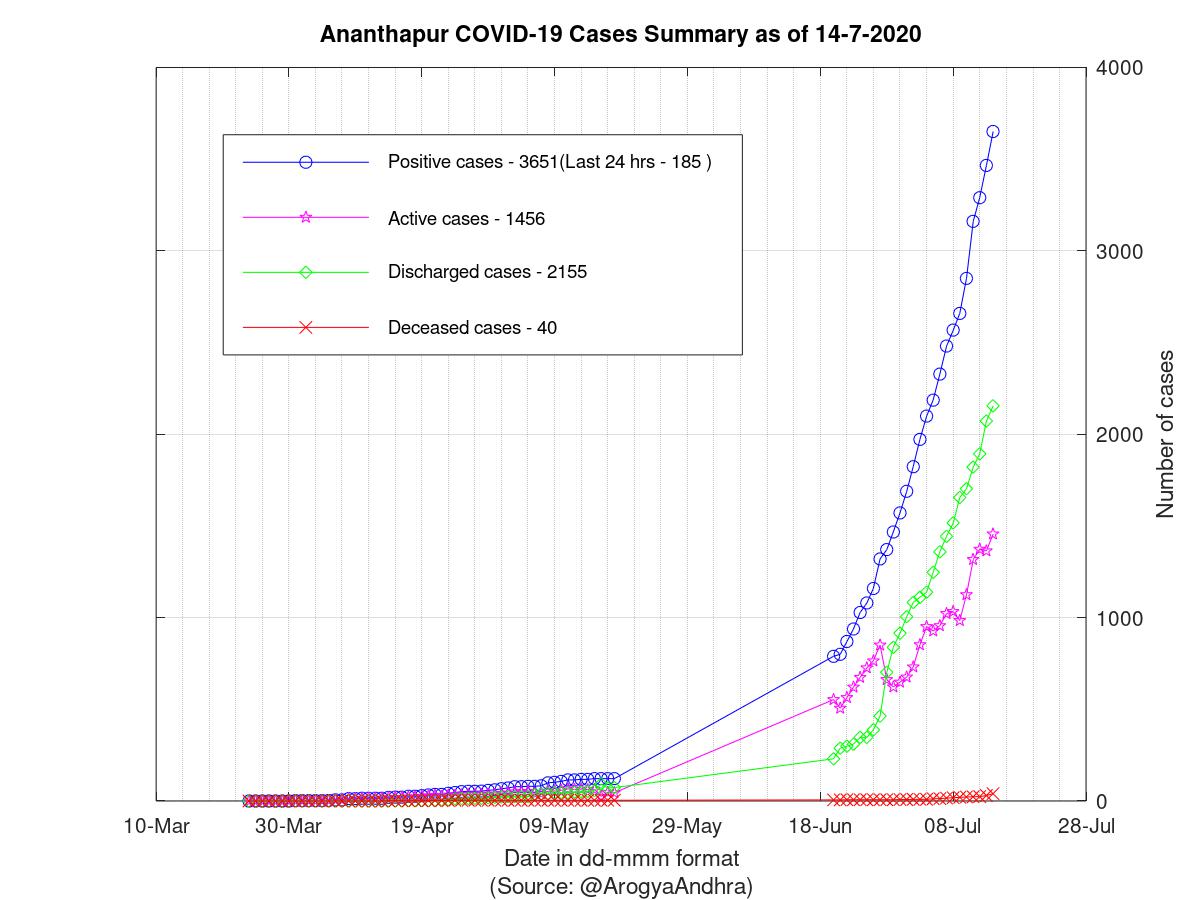 Ananthapur COVID-19 Cases Summary as of 14-7-2020
4000
Positive cases - 3651(Last 24 hrs - 185 )
Active cases - 1456
3000
Discharged cases - 2155
Deceased cases - 40
Number of cases
2000
1000
0
10-Mar 30-Mar 19-Apr 09-May 29-May 18-Jun 08-Jul 28-Jul
Date in dd-mmm format
(Source: @ArogyaAndhra)